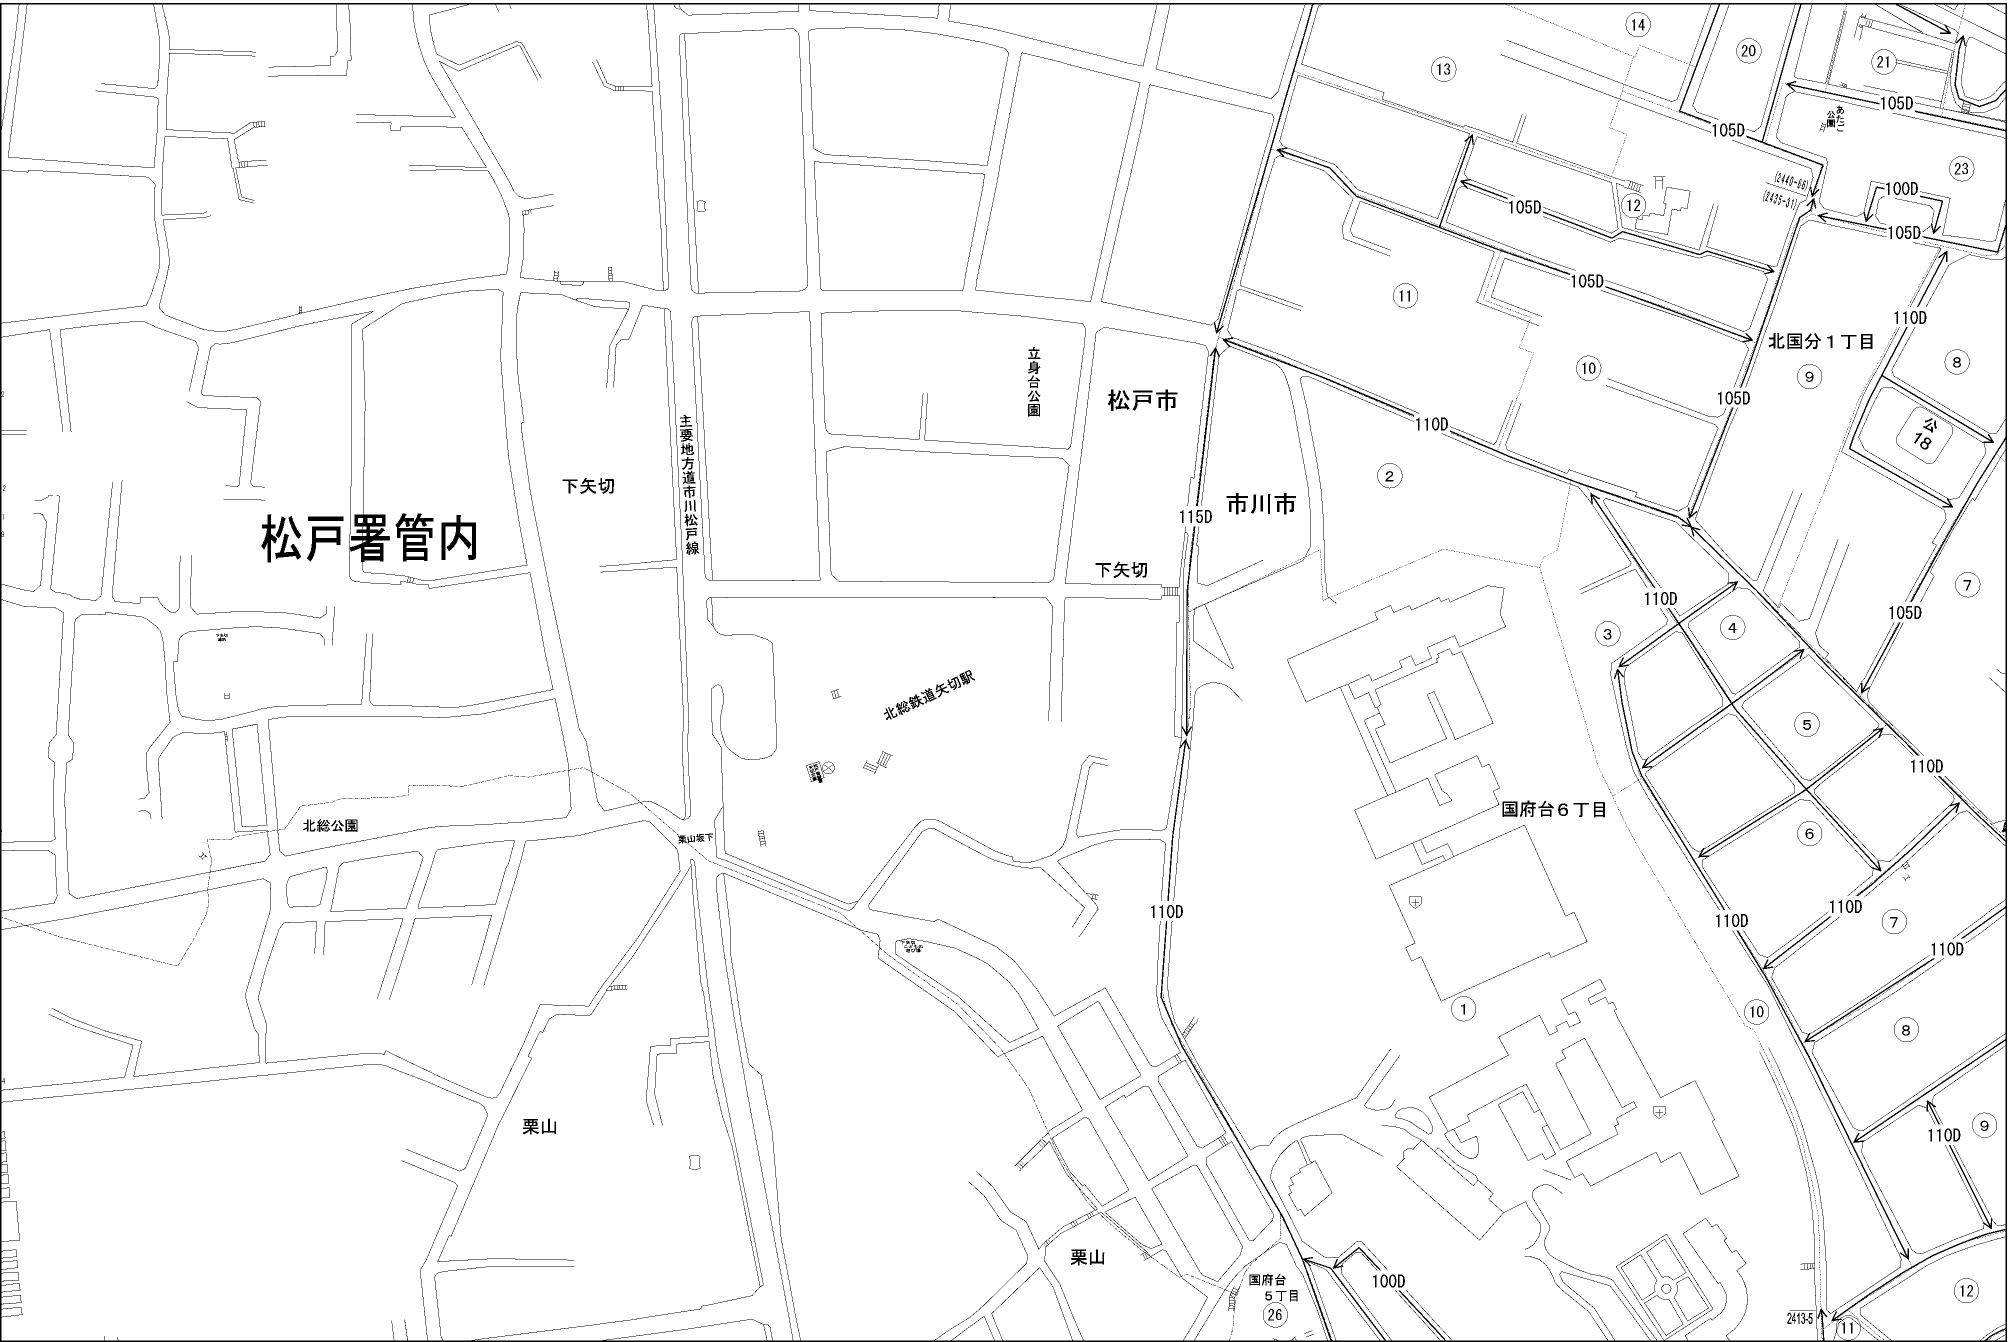 14
20
13
21
105D
あたご
公園
105D
23
(2440-66)
100D
(2435-31)
12
105D
105D
105D
11
110D
北国分1丁目
立身台公園
8
10
9
松戸市
105D
主要地方道市川松戸線
110D
公
18
2
下矢切
市川市
115D
松戸署管内
下矢切
7
110D
105D
3
4
北総鉄道矢切駅
5
110D
国府台6丁目
北総公園
栗山坂下
6
110D
110D
110D
7
110D
1
10
8
栗山
110D
9
栗山
国府台
5丁目
100D
12
26
2413-5
11